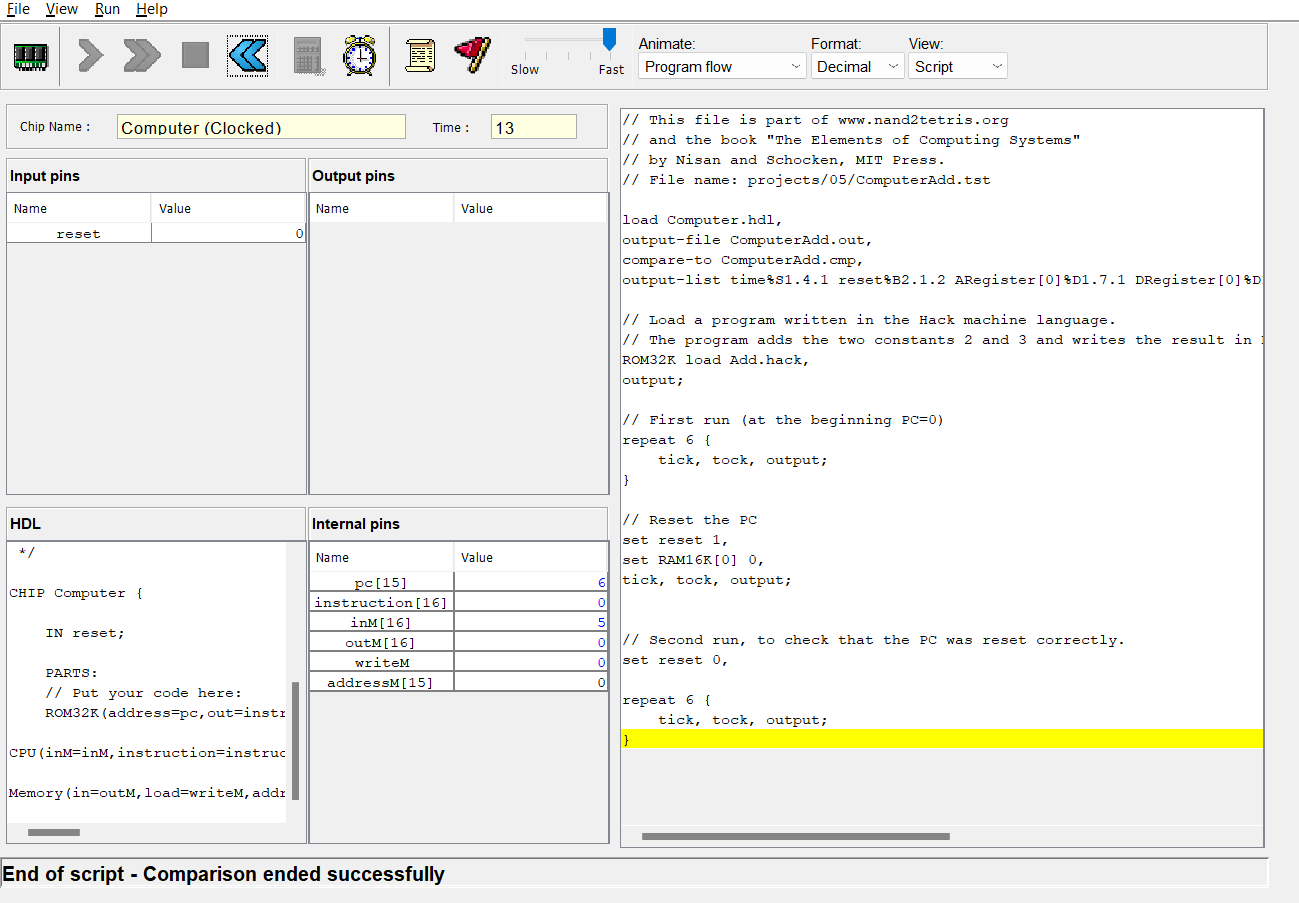 File View Run Help
Slow Fast
Animate: Format: View:
Program flow Decimal Script
Chip Name : Computer (Clocked) Time : 13
Input pins
Name Value
reset 0
Output pins
Name Value
HDL
*/
CHIP Computer {
IN reset;
PARTS:
// Put your code here:
ROM32K(address=pc,out=instr
CPU(inM=inM,instruction=instruc
Memory(in=outM,load=writeM,addr
Internal pins
Name Value
pc[15] 6
instruction[16] 0
inM[16] 5
outM[16] 0
writeM 0
addressM[15] 0
// This file is part of www.nand2tetris.org
// and the book "The Elements of Computing Systems"
// by Nisan and Schocken, MIT Press.
// File name: projects/05/ComputerAdd.tst
load Computer.hdl,
output-file ComputerAdd.out,
compare-to ComputerAdd.cmp,
output-list time%S1.4.1 reset%B2.1.2 ARegister[0]%D1.7.1 DRegister[0]%D
// Load a program written in the Hack machine language.
// The program adds the two constants 2 and 3 and writes the result in
ROM32K load Add.hack,
output;
// First run (at the beginning PC=0)
repeat 6 {
tick, tock, output;
}
// Reset the PC
set reset 1,
set RAM16K[0] 0,
tick, tock, output;
// Second run, to check that the PC was reset correctly.
set reset 0,
repeat 6 {
tick, tock, output;
}
End of script - Comparison ended successfully